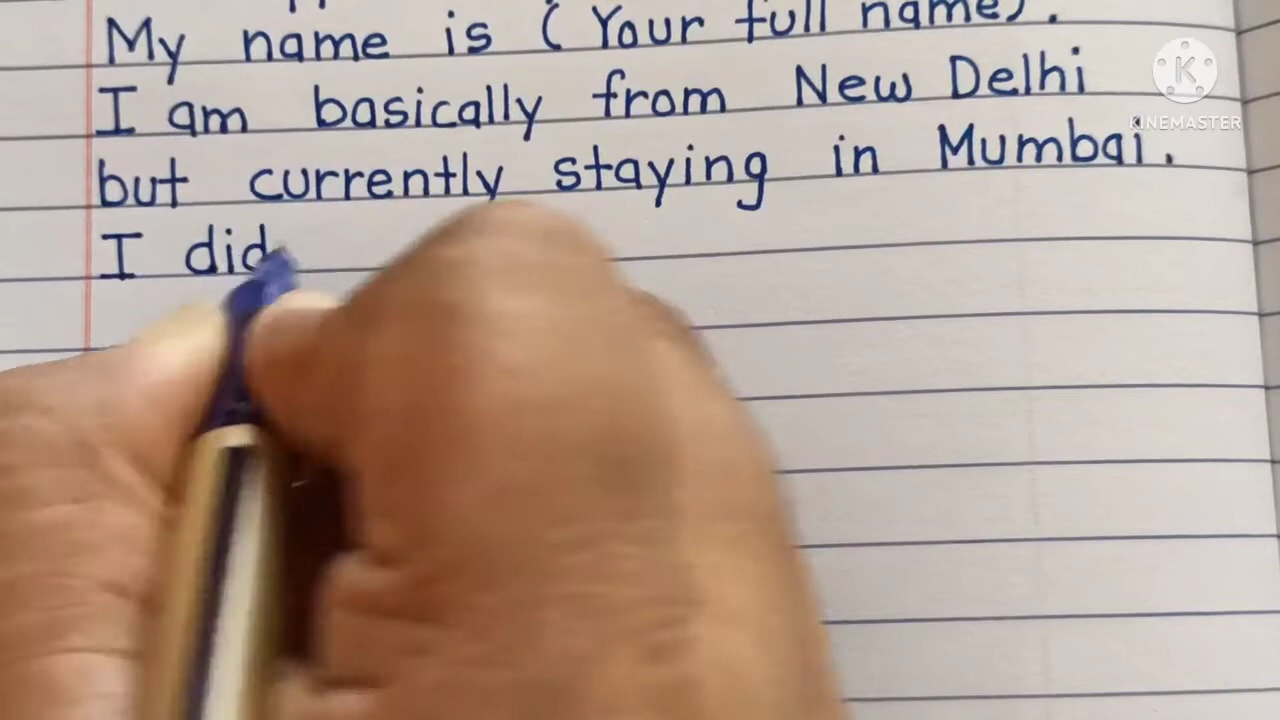 My name is (Your full name).
I am basically from New Delhi
but currently staying in Mumbai.
I did
K
KINEMASTER